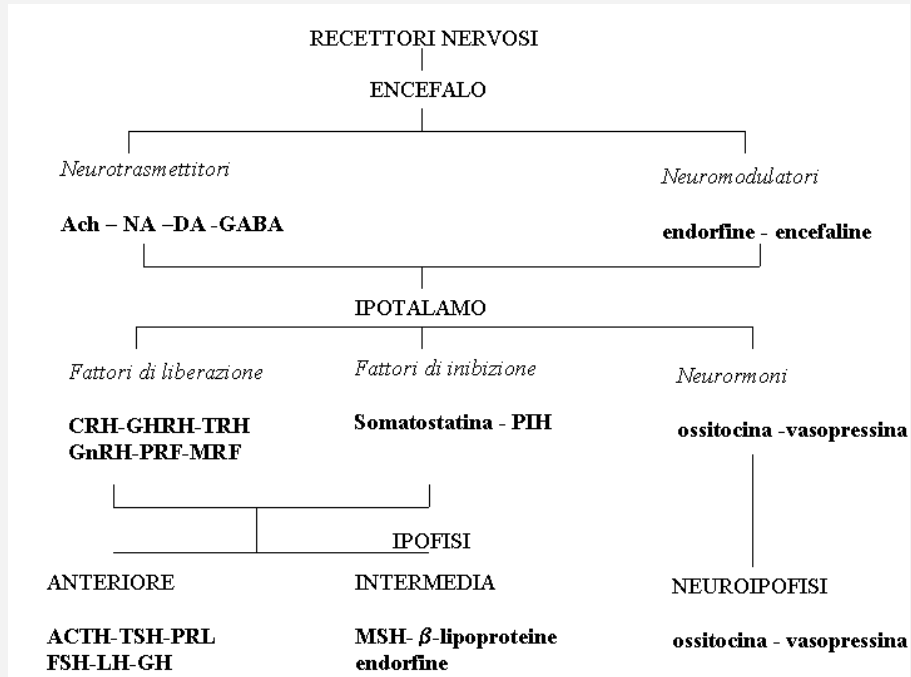 RECETTORI NERVOSI
ENCEFALO
Neurotrasmettitori
Neuromodulatori
Ach – NA –DA -GABA
endorfine - encefaline
IPOTALAMO
Fattori di liberazione
Fattori di inibizione
Neurormoni
CRH-GHRH-TRH
GnRH-PRF-MRF
Somatostatina - PIH
ossitocina -vasopressina
IPOFISI
ANTERIORE
INTERMEDIA
NEUROIPOFISI
ACTH-TSH-PRL
FSH-LH-GH
MSH- β-lipoproteine
endorfine
ossitocina - vasopressina